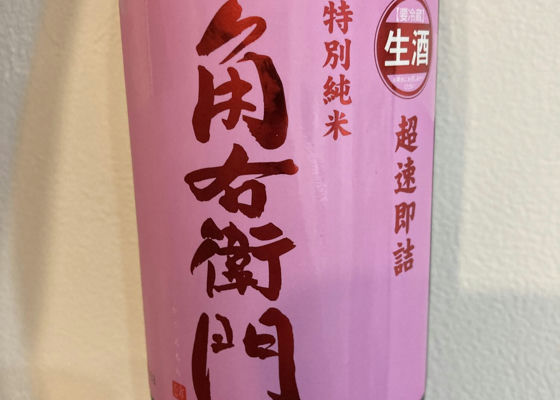 【要冷蔵】
生酒
超速即詰
特別純米
角右衛門